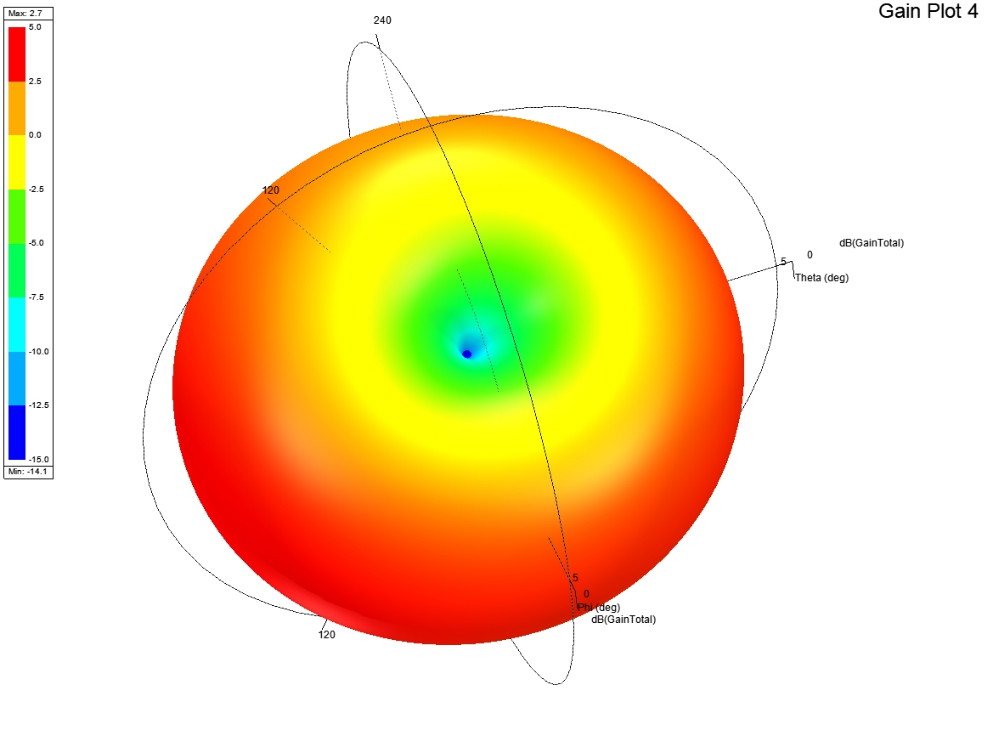 Gain Plot 4
Max: 2.7
5.0
2.5
0.0
-2.5
-5.0
-7.5
-10.0
-12.5
-15.0
Min: -14.1
240
120
0
dB(GainTotal)
5
Theta (deg)
5
0
Phi (deg)
dB(GainTotal)
120